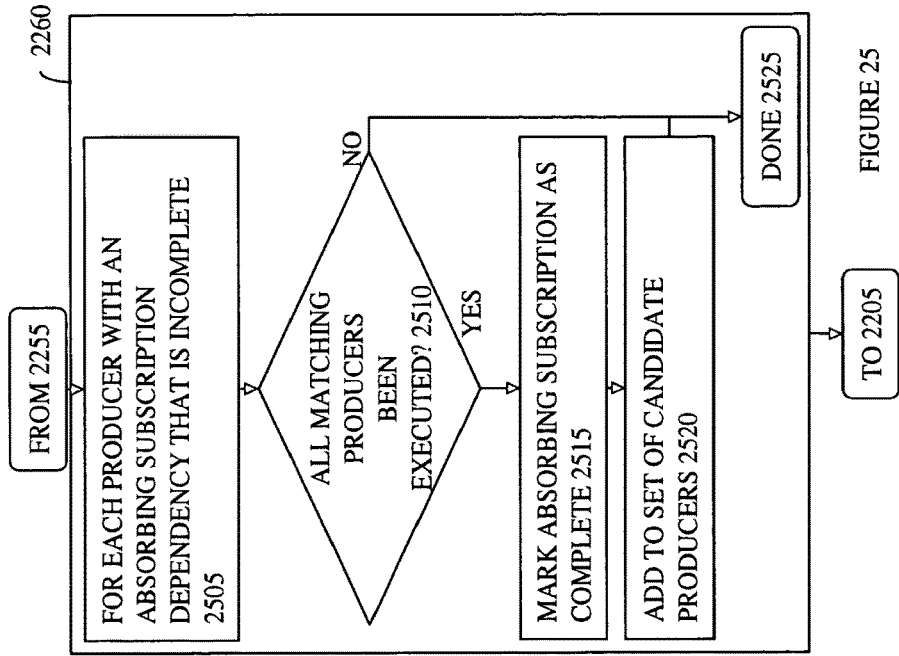 2260
FROM 2255
FOR EACH PRODUCER WITH AN
ABSORBING SUBSCRIPTION
DEPENDENCY THAT IS INCOMPLETE
2505
ALL MATCHING
PRODUCERS
BEEN
EXECUTED? 2510
NO
YES
MARK ABSORBING SUBSCRIPTION AS
COMPLETE 2515
ADD TO SET OF CANDIDATE
PRODUCERS 2520
DONE 2525
TO 2205
FIGURE 25